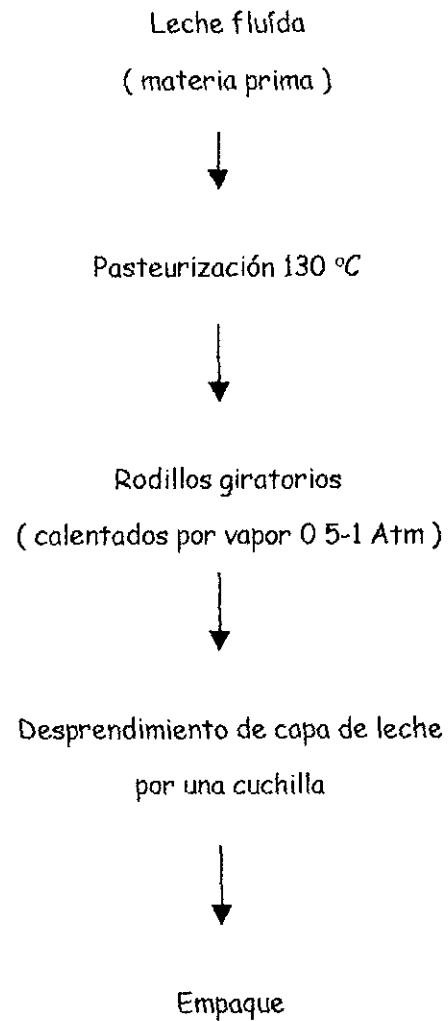 Leche fluída
( materia prima )
Pasteurización 130 ºC
Rodillos giratorios
( calentados por vapor 0 5-1 Atm )
Desprendimiento de capa de leche
por una cuchilla
Empaque